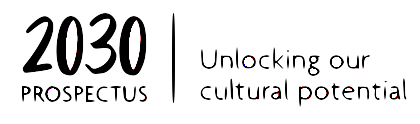 2030
PROSPECTUS
Unlocking our
cultural potential